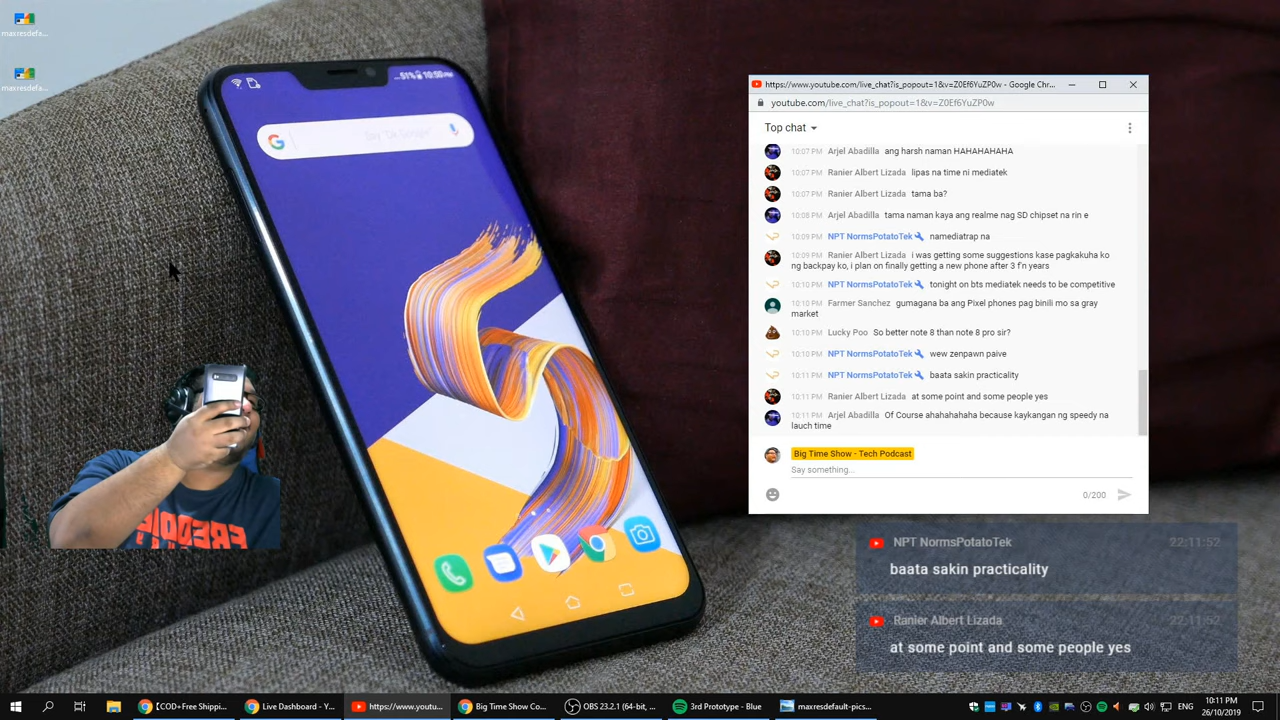 maxresdefa...
maxresdefa...
51% 10:50 PM
https://www.youtube.com/live_chat?is_popout=1&v=Z0Ef6YuZP0w - Google Chr...
youtube.com/live_chat?is_popout=1&v=Z0Ef6YuZP0w
Top chat
10:07 PM Arjel Abadilla ang harsh naman HAHAHAHAHA
10:07 PM Ranier Albert Lizada lipas na time ni mediatek
10:07 PM Ranier Albert Lizada tama ba?
10:08 PM Arjel Abadilla tama naman kaya ang realme nag SD chipset na rin e
10:09 PM NPT NormsPotatoTek namediatrap na
10:09 PM Ranier Albert Lizada i was getting some suggestions kase pagkakuha ko
ng backpay ko, i plan on finally getting a new phone after 3 f'n years
10:10 PM NPT NormsPotatoTek tonight on bts mediatek needs to be competitive
10:10 PM Farmer Sanchez gumagana ba ang Pixel phones pag binili mo sa gray
market
10:10 PM Lucky Poo So better note 8 than note 8 pro sir?
10:10 PM NPT NormsPotatoTek wew zenpawn paive
10:11 PM NPT NormsPotatoTek baata sakin practicality
10:11 PM Ranier Albert Lizada at some point and some people yes
10:11 PM Arjel Abadilla Of Course ahahahahaha because kaykangan ng speedy na
lauch time
Big Time Show - Tech Podcast
Say something...
0/200
NPT NormsPotatoTek 22:11:52
baata sakin practicality
Ranier Albert Lizada 22:11:52
at some point and some people yes
FREDDIE
【COD+Free Shippi...
Live Dashboard - Y...
https://www.youtu...
Big Time Show Co...
OBS 23.2.1 (64-bit, ...
3rd Prototype - Blue
maxresdefault-pics...
ENG
10:11 PM
26/10/2019